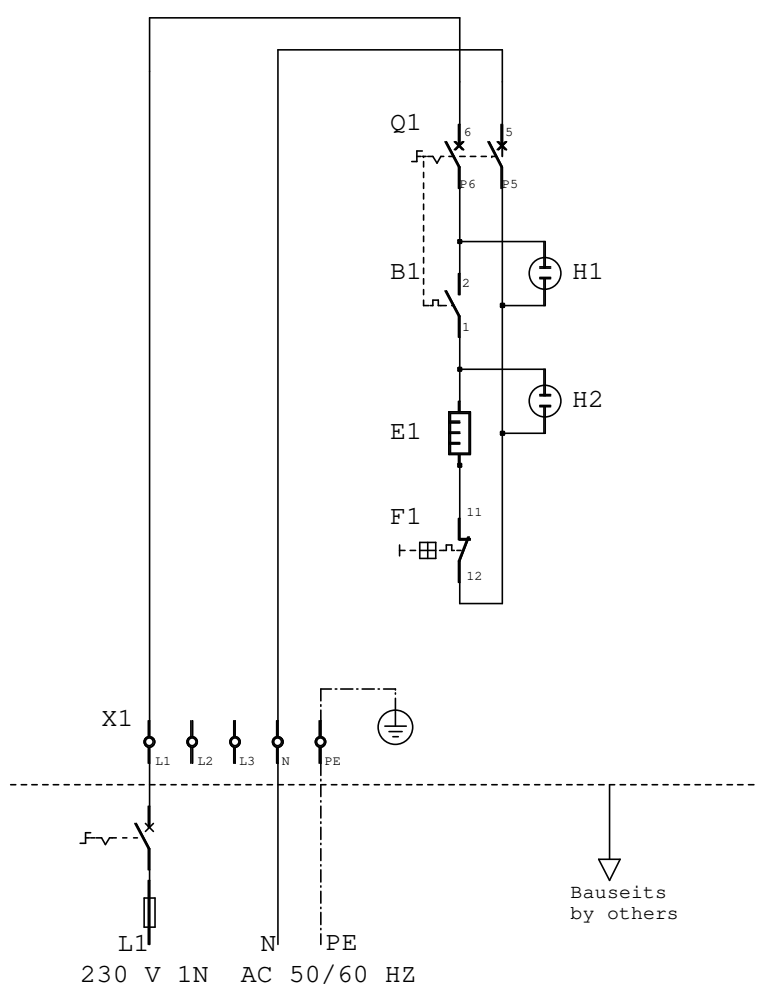 Q1
6 5
P6 P5
B1
2
1
H1
H2
E1
F1
11
12
X1
L1 L2 L3 N PE
Bauseits
by others
L1 N PE
230 V 1N AC 50/60 HZ